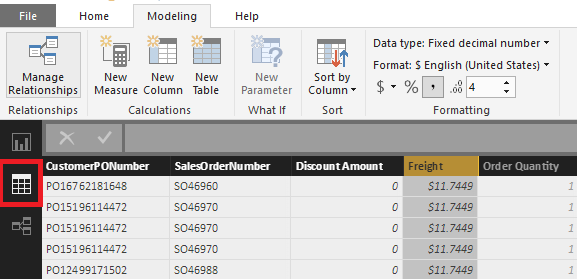 File Home Modeling Help
Manage Relationships
New Measure
New Column
New Table
New Parameter
Sort by Column
Data type: Fixed decimal number
Format: $ English (United States)
$ % , .00 4
Relationships Calculations What If Sort Formatting
CustomerPONumber SalesOrderNumber Discount Amount Freight Order Quantity
PO16762181648 SO46960 0 $11.7449 1
PO15196114472 SO46970 0 $11.7449 1
PO15196114472 SO46970 0 $11.7449 1
PO15196114472 SO46970 0 $11.7449 1
PO12499171502 SO46988 0 $11.7449 1